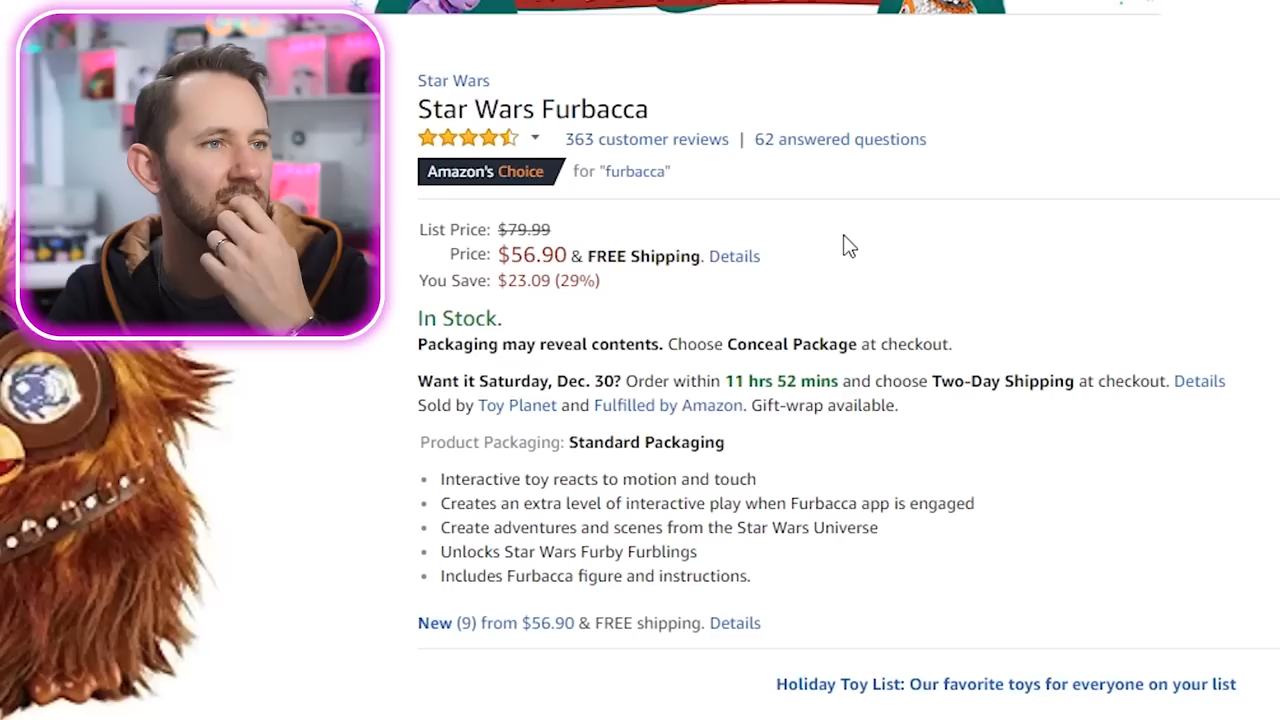 Star Wars
Star Wars Furbacca
363 customer reviews | 62 answered questions
Amazon's Choice for "furbacca"
List Price: $79.99
Price: $56.90 & FREE Shipping. Details
You Save: $23.09 (29%)
In Stock.
Packaging may reveal contents. Choose Conceal Package at checkout.
Want it Saturday, Dec. 30? Order within 11 hrs 52 mins and choose Two-Day Shipping at checkout. Details
Sold by Toy Planet and Fulfilled by Amazon. Gift-wrap available.
Product Packaging: Standard Packaging
• Interactive toy reacts to motion and touch
• Creates an extra level of interactive play when Furbacca app is engaged
• Create adventures and scenes from the Star Wars Universe
• Unlocks Star Wars Furby Furblings
• Includes Furbacca figure and instructions.
New (9) from $56.90 & FREE shipping. Details
Holiday Toy List: Our favorite toys for everyone on your list